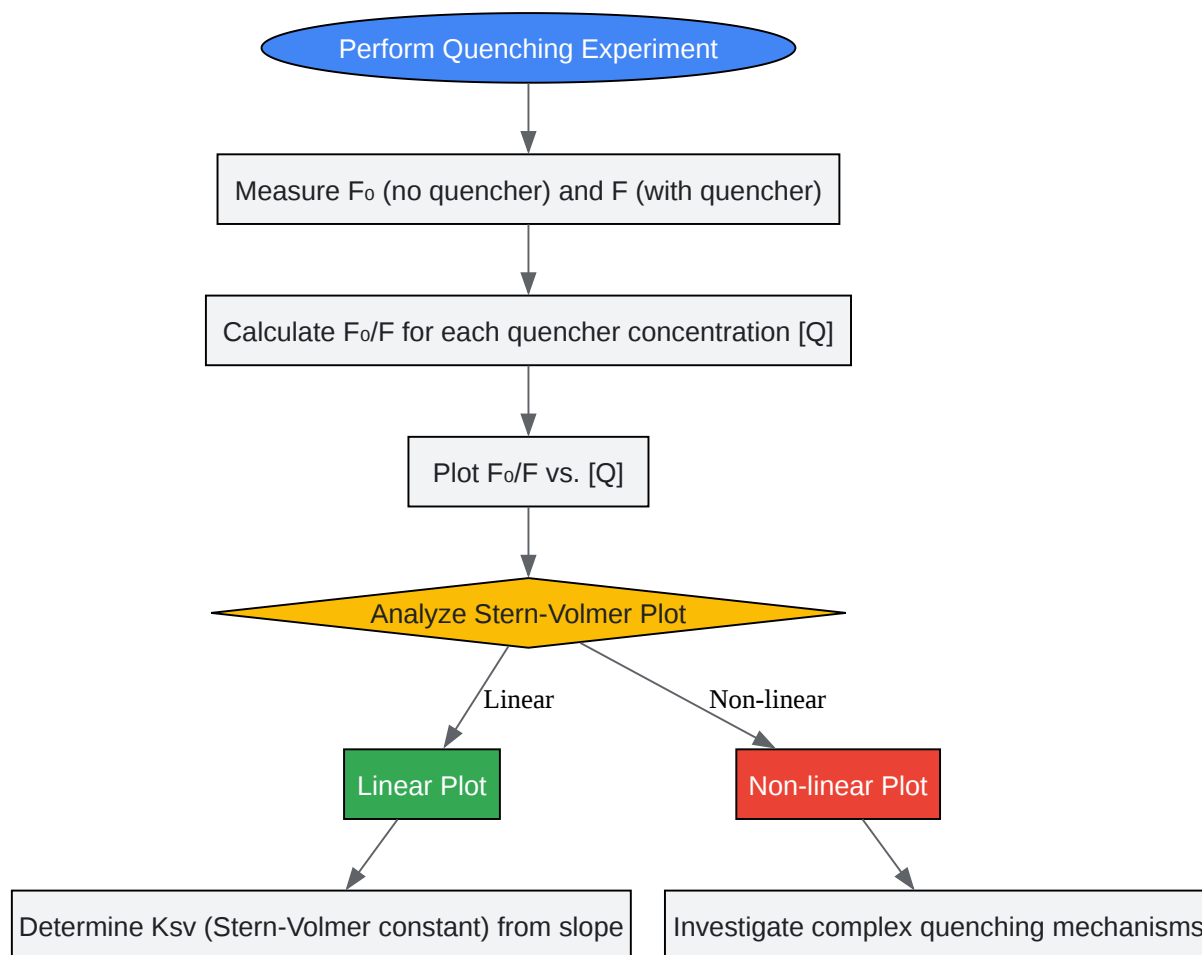 Perform Quenching Experiment
Measure F₀ (no quencher) and F (with quencher)
Calculate F₀/F for each quencher concentration [Q]
Plot F₀/F vs. [Q]
Analyze Stern-Volmer Plot
Linear
Non-linear
Linear Plot
Non-linear Plot
Determine Ksv (Stern-Volmer constant) from slope
Investigate complex quenching mechanisms